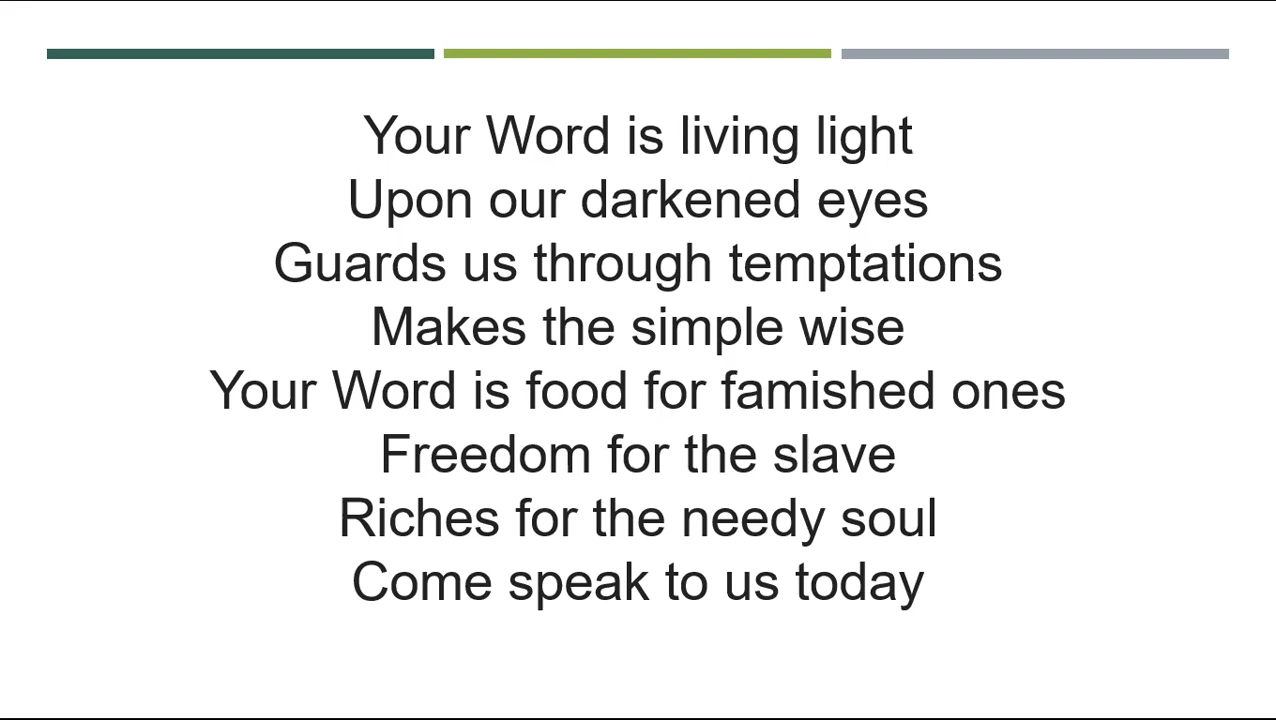 Your Word is living light
Upon our darkened eyes
Guards us through temptations
Makes the simple wise
Your Word is food for famished ones
Freedom for the slave
Riches for the needy soul
Come speak to us today